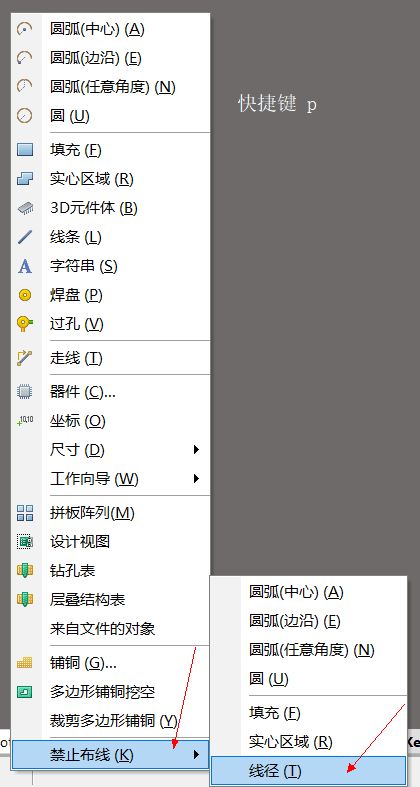 圆弧(中心) (A)
圆弧(边沿) (E)
圆弧(任意角度) (N)
快捷键 p
圆 (U)
填充 (F)
实心区域 (R)
3D元件体 (B)
线条 (L)
字符串 (S)
焊盘 (P)
过孔 (V)
走线 (T)
器件 (C)...
+10,10 坐标 (O)
尺寸 (D)
工作向导 (W)
拼板阵列(M)
设计视图
钻孔表
层叠结构表
来自文件的对象
铺铜 (G)...
多边形铺铜挖空
裁剪多边形铺铜 (Y)
禁止布线 (K)
圆弧(中心) (A)
圆弧(边沿) (E)
圆弧(任意角度) (N)
圆 (U)
填充 (F)
实心区域 (R)
线径 (T)
ot
Ke